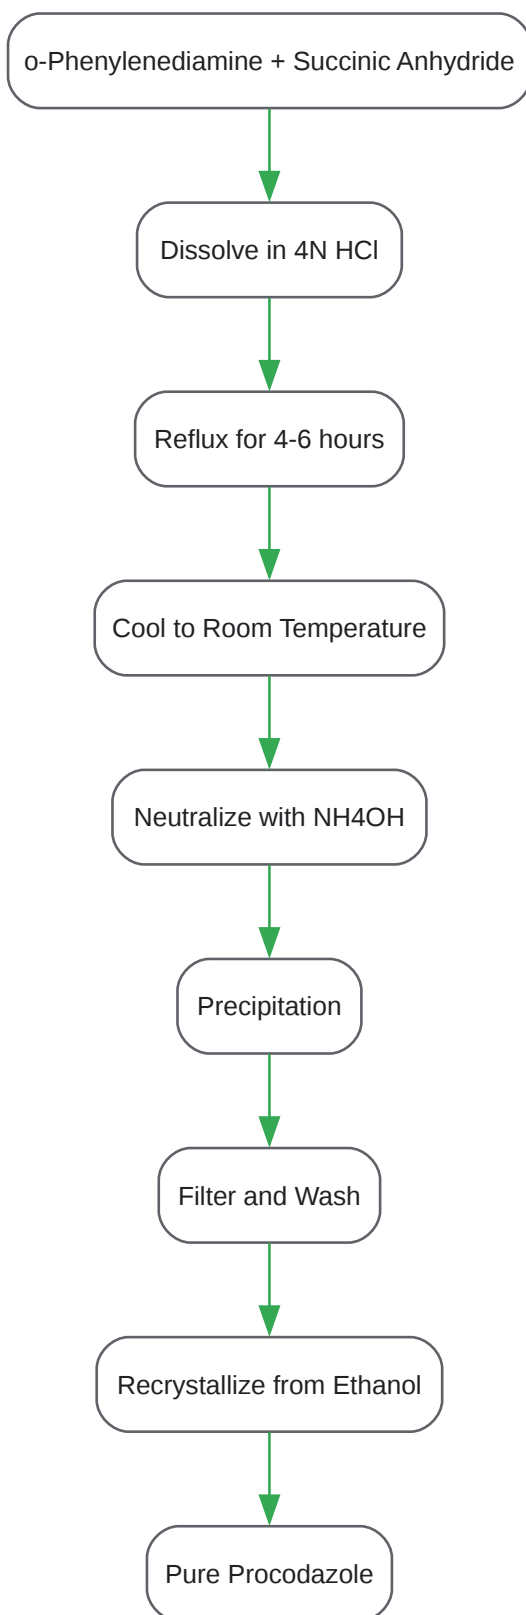 o-Phenylenediamine + Succinic Anhydride
Dissolve in 4N HCl
Reflux for 4-6 hours
Cool to Room Temperature
Neutralize with NH4OH
Precipitation
Filter and Wash
Recrystallize from Ethanol
Pure Procodazole